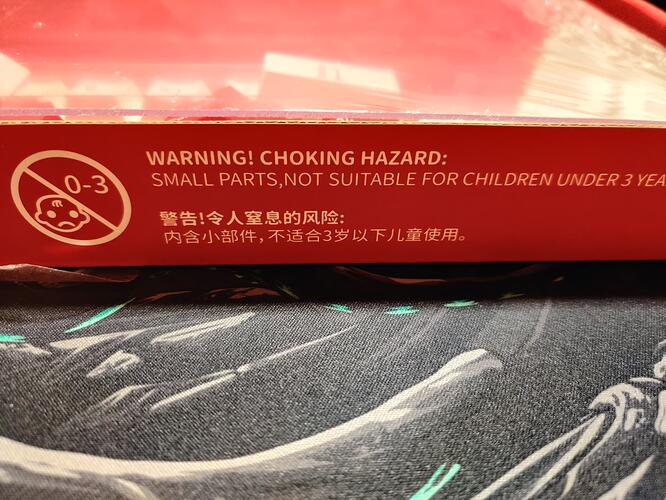 0-3
WARNING! CHOKING HAZARD:
SMALL PARTS,NOT SUITABLE FOR CHILDREN UNDER 3 YEA
警告!令人窒息的风险:
内含小部件,不适合3岁以下儿童使用。